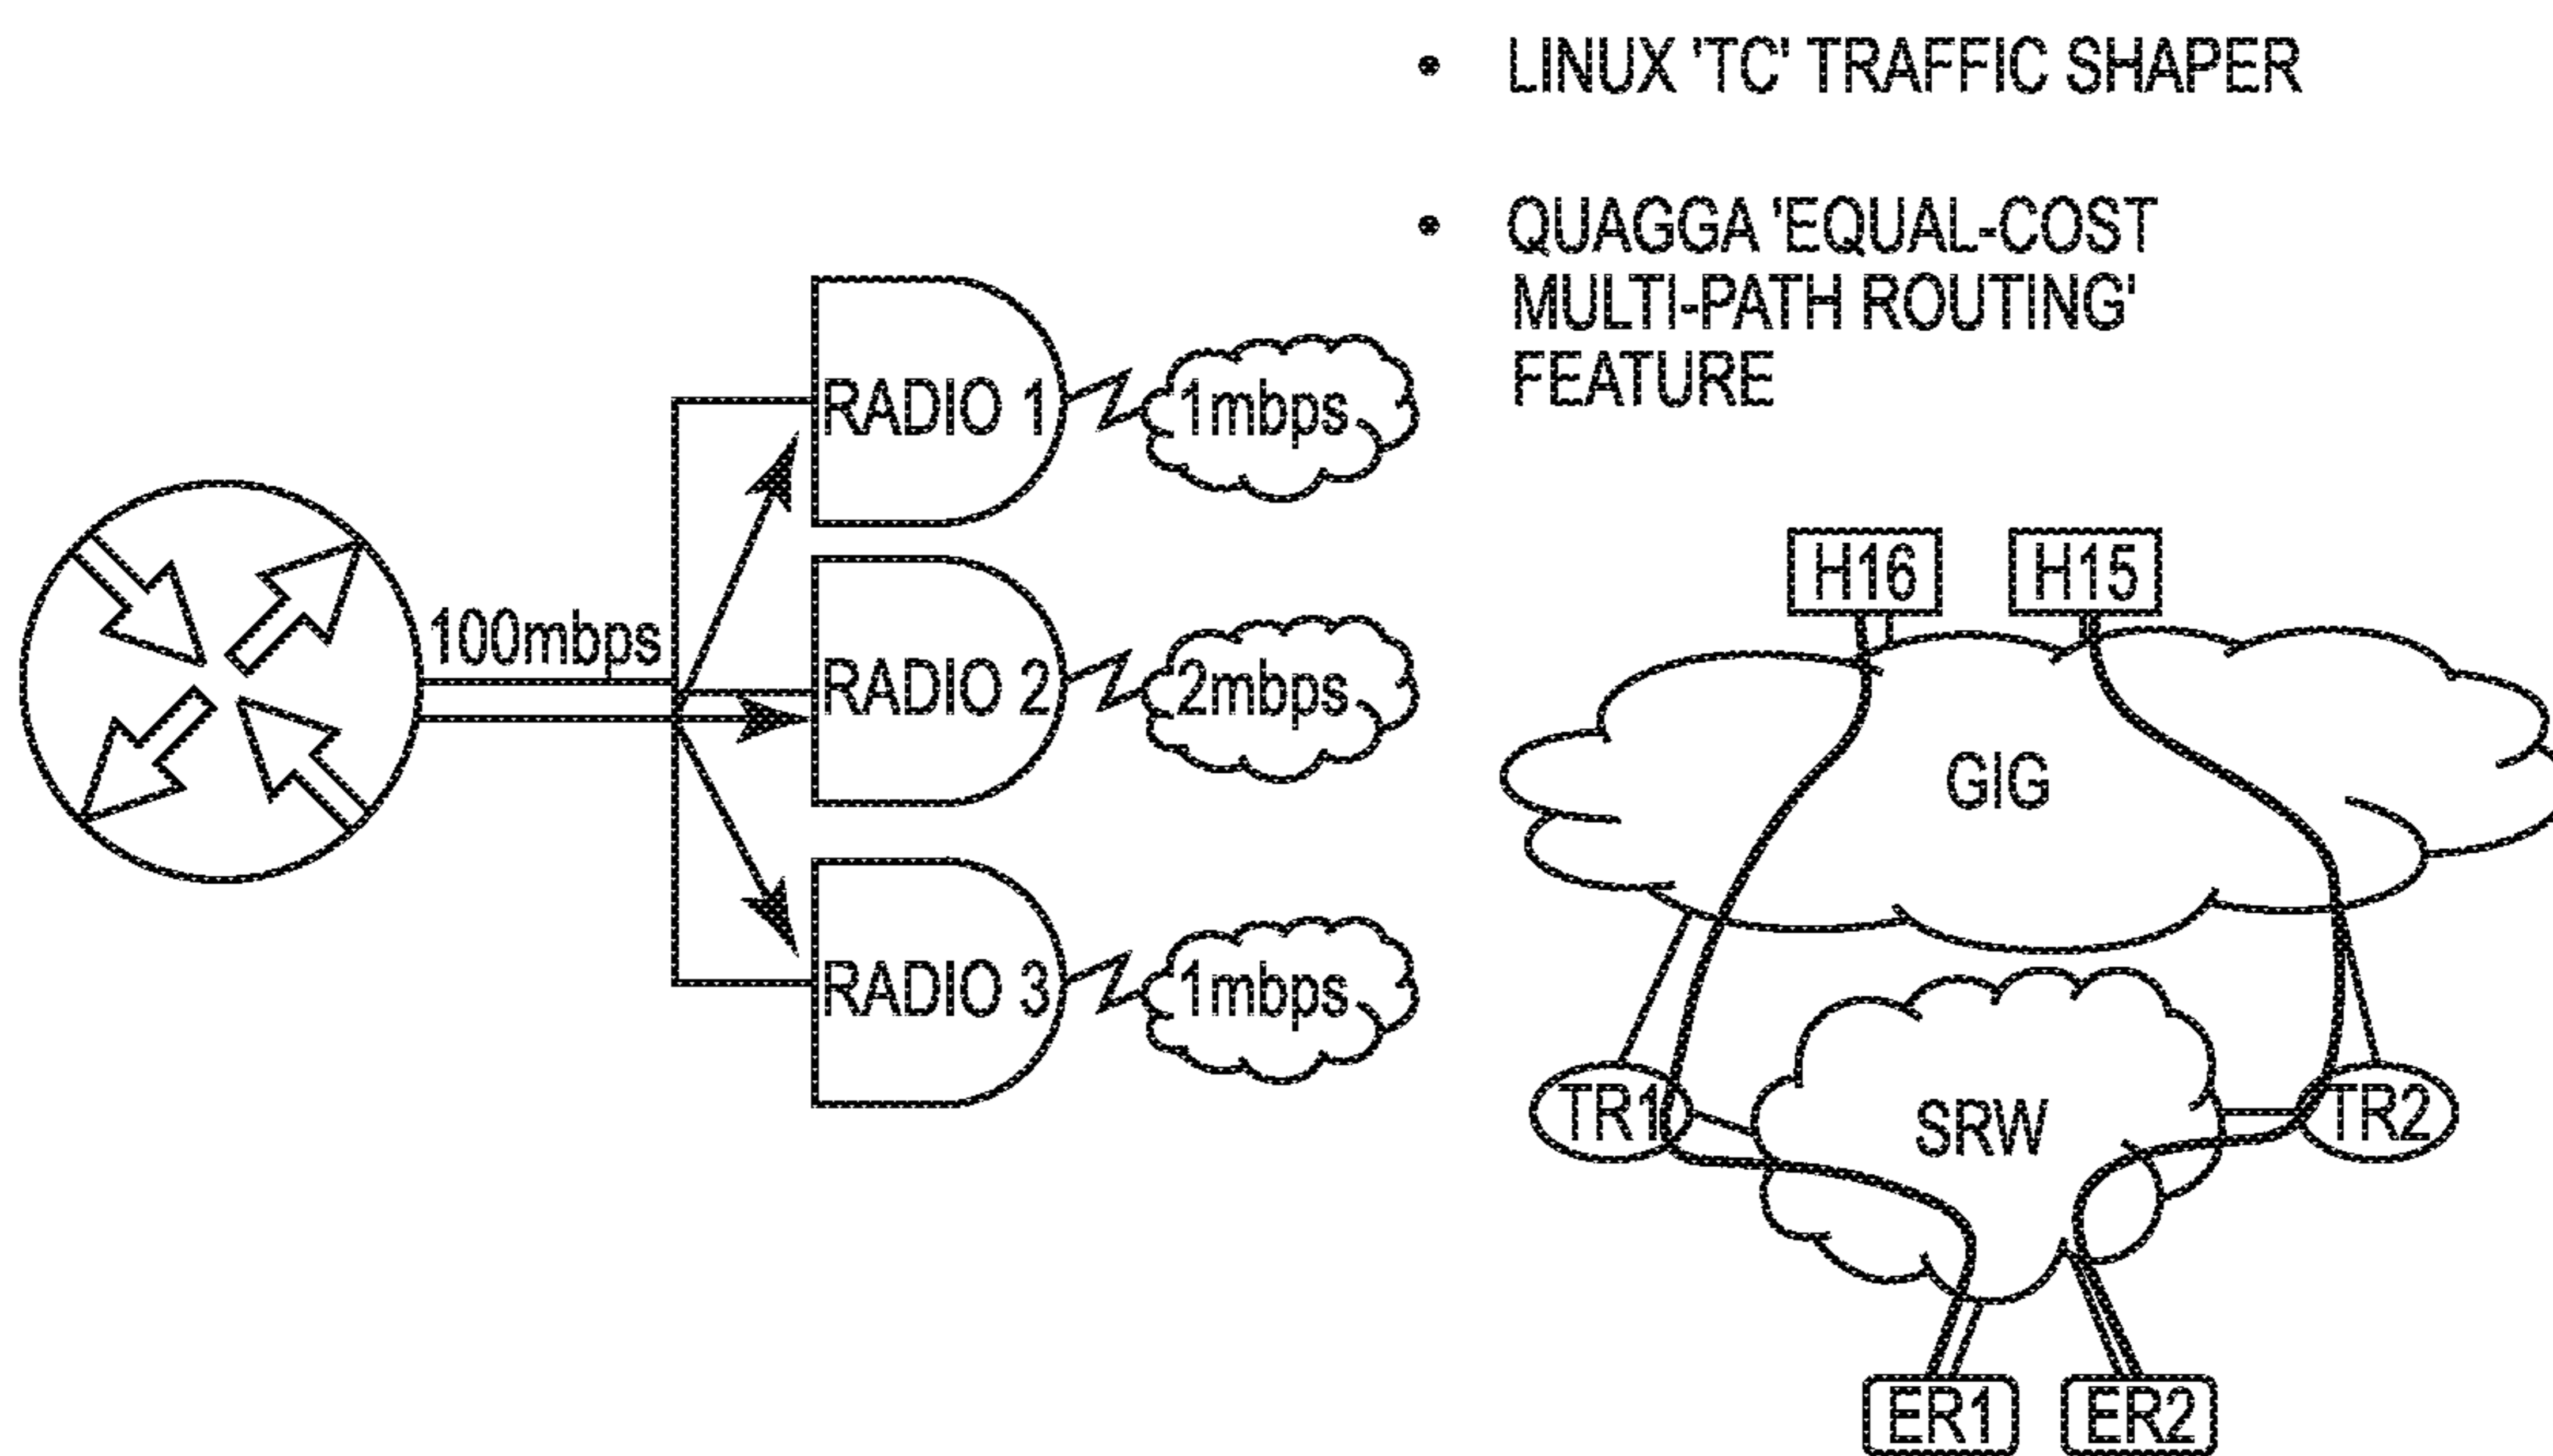 • LINUX 'TC' TRAFFIC SHAPER
• QUAGGA 'EQUAL-COST
MULTI-PATH ROUTING'
FEATURE
RADIO 1
1mbps
100mbps
RADIO 2
2mbps
RADIO 3
1mbps
H16
H15
GIG
TR1
SRW
TR2
ER1
ER2